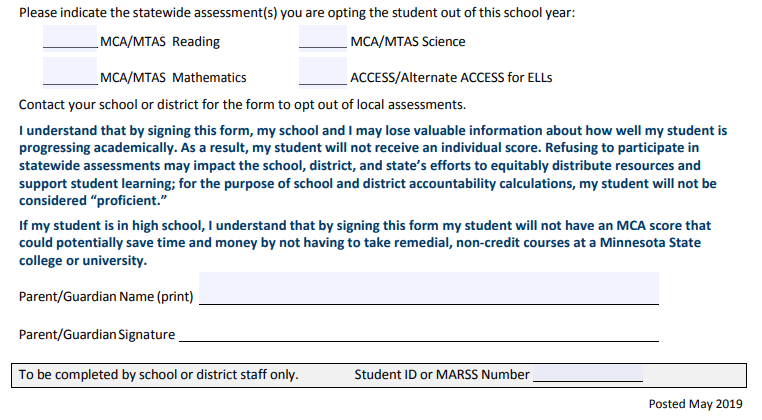 Please indicate the statewide assessment(s) you are opting the student out of this school year:
MCA/MTAS Reading MCA/MTAS Science
MCA/MTAS Mathematics ACCESS/Alternate ACCESS for ELLs
Contact your school or district for the form to opt out of local assessments.
I understand that by signing this form, my school and I may lose valuable information about how well my student is
progressing academically. As a result, my student will not receive an individual score. Refusing to participate in
statewide assessments may impact the school, district, and state’s efforts to equitably distribute resources and
support student learning; for the purpose of school and district accountability calculations, my student will not be
considered “proficient.”
If my student is in high school, I understand that by signing this form my student will not have an MCA score that
could potentially save time and money by not having to take remedial, non-credit courses at a Minnesota State
college or university.
Parent/Guardian Name (print)
Parent/Guardian Signature
To be completed by school or district staff only. Student ID or MARSS Number
Posted May 2019